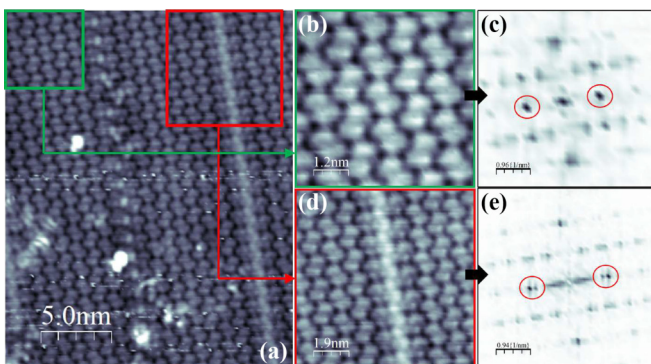 (b)
(c)
1.2nm
0.96 [1/nm]
(d)
(e)
5.0nm
(a)
1.9nm
0.94 [1/nm]